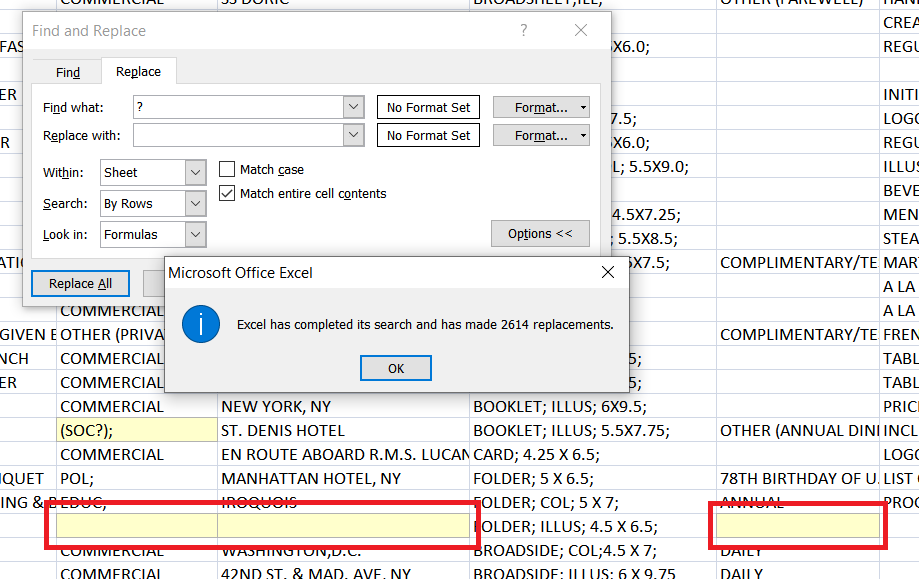 COMMERCIAL 33 DORIC BROADSHEET;ILL; OTHER (FAREWELL)
Find and Replace ? CREA
FAS X6.0; REGU
Find Replace
ER Find what: ? No Format Set Format... INITI
Replace with: No Format Set Format... 7.5; LOGO
R X6.0; REGU
Within: Sheet Match case L; 5.5X9.0; ILLUS
Match entire cell contents BEVE
Search: By Rows 4.5X7.25; MEN
Look in: Formulas Options << ; 5.5X8.5; STEA
ATIO 5X7.5; COMPLIMENTARY/TE MART
Microsoft Office Excel
Replace All A LA
COMMERCIAL A LA
Excel has completed its search and has made 2614 replacements.
GIVEN E OTHER (PRIVA COMPLIMENTARY/TE FREN
NCH COMMERCIAL 5; TABL
OK
ER COMMERCIAL 5; TABL
COMMERCIAL NEW YORK, NY BOOKLET; ILLUS; 6X9.5; PRIC
(SOC?); ST. DENIS HOTEL BOOKLET; ILLUS; 5.5X7.75; OTHER (ANNUAL DINI INCL
COMMERCIAL EN ROUTE ABOARD R.M.S. LUCAN CARD; 4.25 X 6.5; LOGO
IQUET POL; MANHATTAN HOTEL, NY FOLDER; 5 X 6.5; 78TH BIRTHDAY OF U. LIST
ING & B EDUC; IROQUOIS FOLDER; COL; 5 X 7; ANNUAL PROG
FOLDER; ILLUS; 4.5 X 6.5;
COMMERCIAL WASHINGTON,D.C. BROADSIDE; COL;4.5 X 7; DAILY
COMMERCIAL 42ND ST. & MAD. AVE. NY BROADSIDE; ILLUS; 6 X 9.75 DAILY